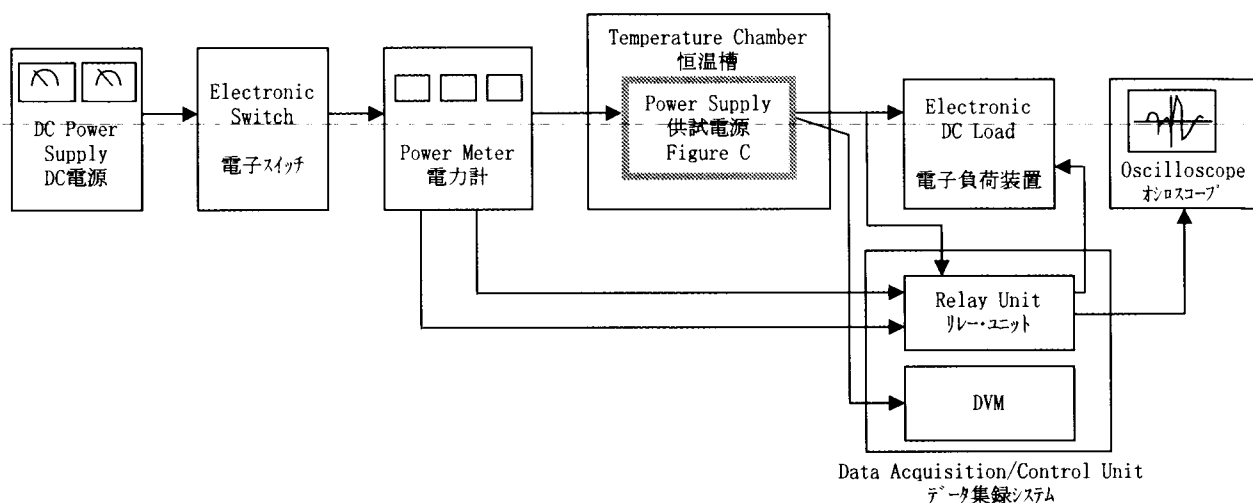 DC Power
Supply
DC電源
Electronic
Switch
電子ｽｲｯﾁ
Power Meter
電力計
Temperature Chamber
恒温槽
Power Supply
供試電源
Figure C
Electronic
DC Load
電子負荷装置
Oscilloscope
ｵｼﾛｽｺｰﾌﾟ
Relay Unit
ﾘﾚｰ・ﾕﾆｯﾄ
DVM
Data Acquisition/Control Unit
ﾃﾞｰﾀ集録ｼｽﾃﾑ